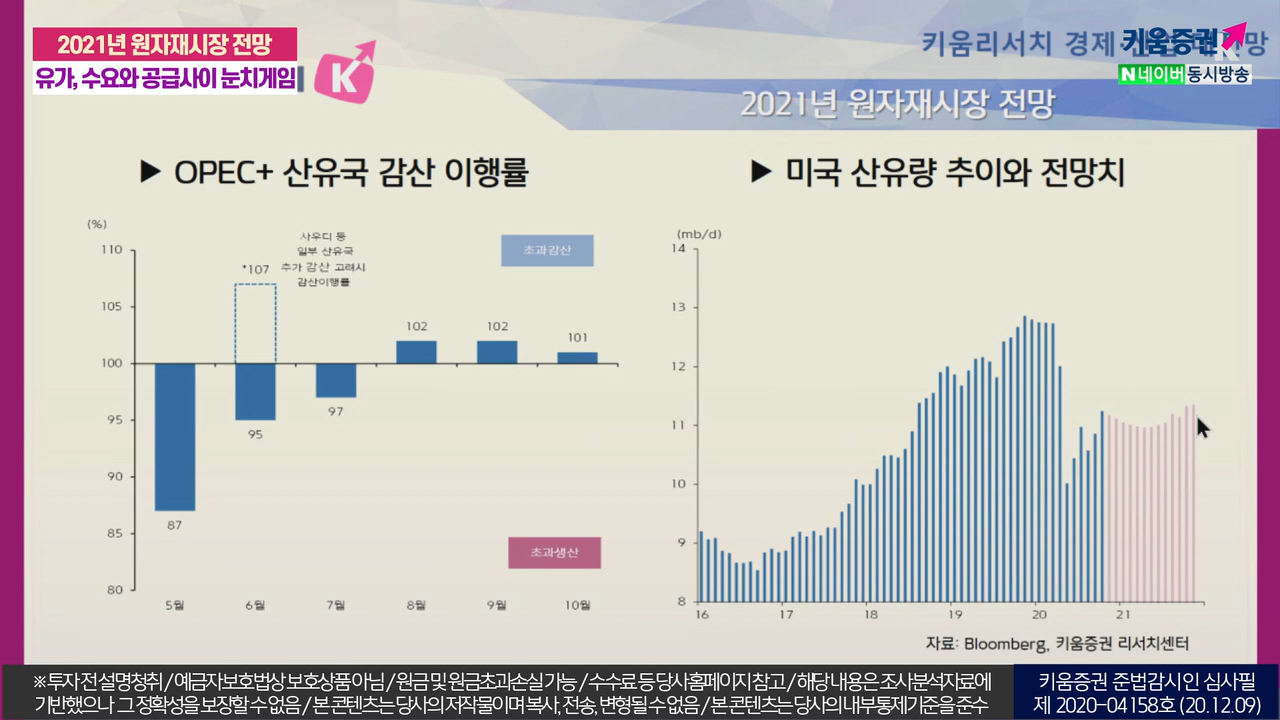 2021년 원자재시장 전망
유가, 수요와 공급사이 눈치게임
K
키움리서치 경제
망
키움증권
N 네이버 동시방송
2021년 원자재시장 전망
▶ OPEC+ 산유국 감산 이행률
(%)
110
105
100
95
90
85
80
사우디 등
일부 산유국
추가 감산 고려시
감산이행률
*107
초과감산
87
95
97
102
102
101
초과생산
5월 6월 7월 8월 9월 10월
▶ 미국 산유량 추이와 전망치
(mb/d)
14
13
12
11
10
9
8
16 17 18 19 20 21
자료: Bloomberg, 키움증권 리서치센터
※ 투자 전 설명청취 / 예금자보호법상 보호상품 아님 / 원금 및 원금초과손실 가능 / 수수료 등 당사홈페이지 참고 / 해당 내용은 조사분석자료에
기반했으나 그 정확성을 보장할 수 없음 / 본 콘텐츠는 당사의 저작물이며 복사, 전송, 변형될 수 없음 / 본 콘텐츠는 당사의 내부통제기준을 준수
키움증권 준법감시인 심사필
제 2020-04158호 (20.12.09)